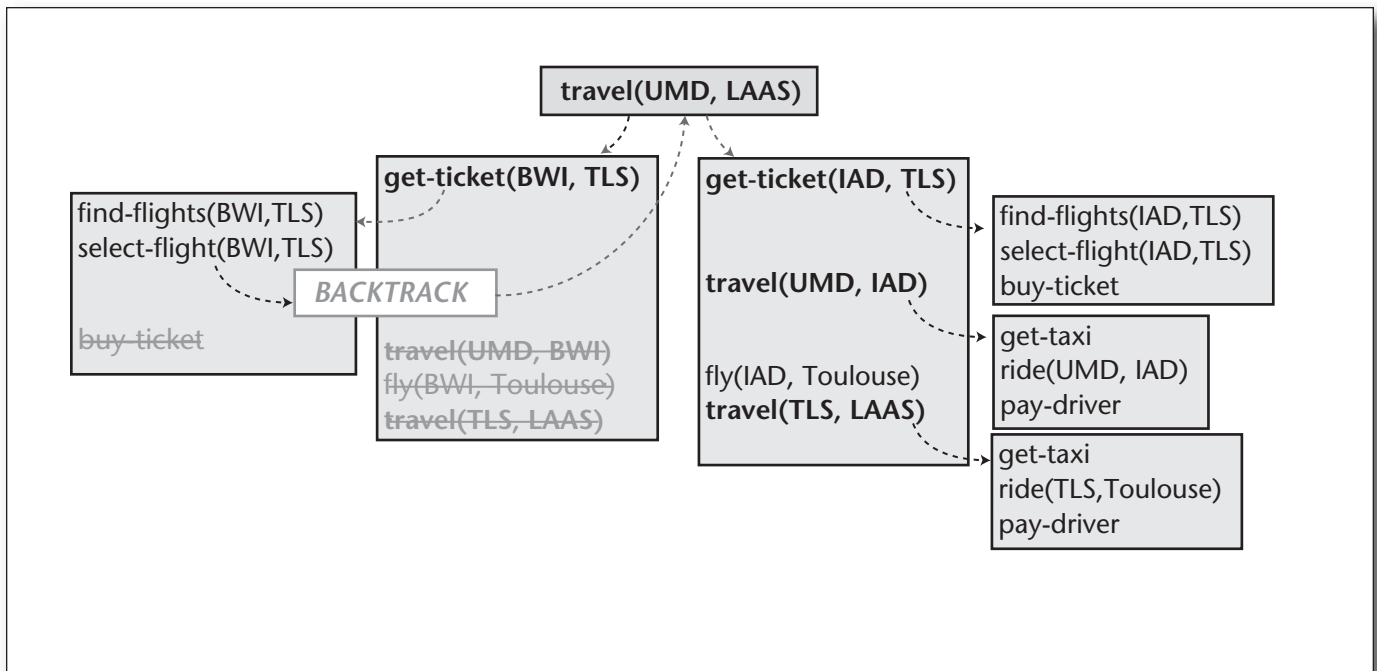 travel(UMD, LAAS)
get-ticket(BWI, TLS)
find-flights(BWI,TLS)
select-flight(BWI,TLS)
BACKTRACK
buy-ticket
travel(UMD, BWI)
fly(BWI, Toulouse)
travel(TLS, LAAS)
get-ticket(IAD, TLS)
travel(UMD, IAD)
fly(IAD, Toulouse)
travel(TLS, LAAS)
find-flights(IAD,TLS)
select-flight(IAD,TLS)
buy-ticket
get-taxi
ride(UMD, IAD)
pay-driver
get-taxi
ride(TLS,Toulouse)
pay-driver